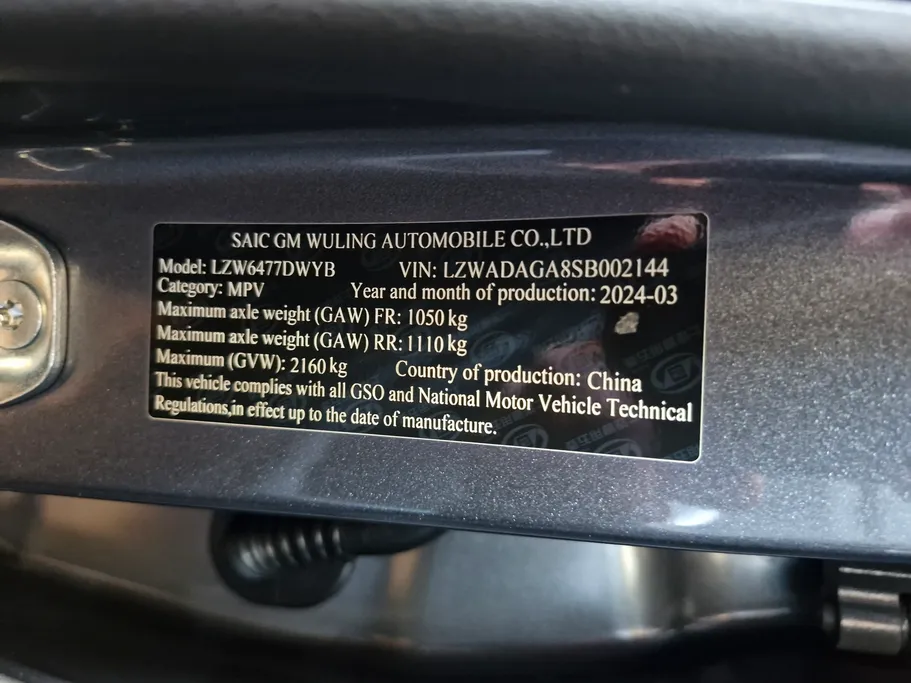 SAIC GM WULING AUTOMOBILE CO.,LTD
Model: LZW6477DWYB VIN: LZWADAGA8SB002144
Category: MPV Year and month of production: 2024-03
Maximum axle weight (GAW) FR: 1050 kg
Maximum axle weight (GAW) RR: 1110 kg
Maximum (GVW): 2160 kg Country of production: China
This vehicle complies with all GSO and National Motor Vehicle Technical
Regulations,in effect up to the date of manufacture.